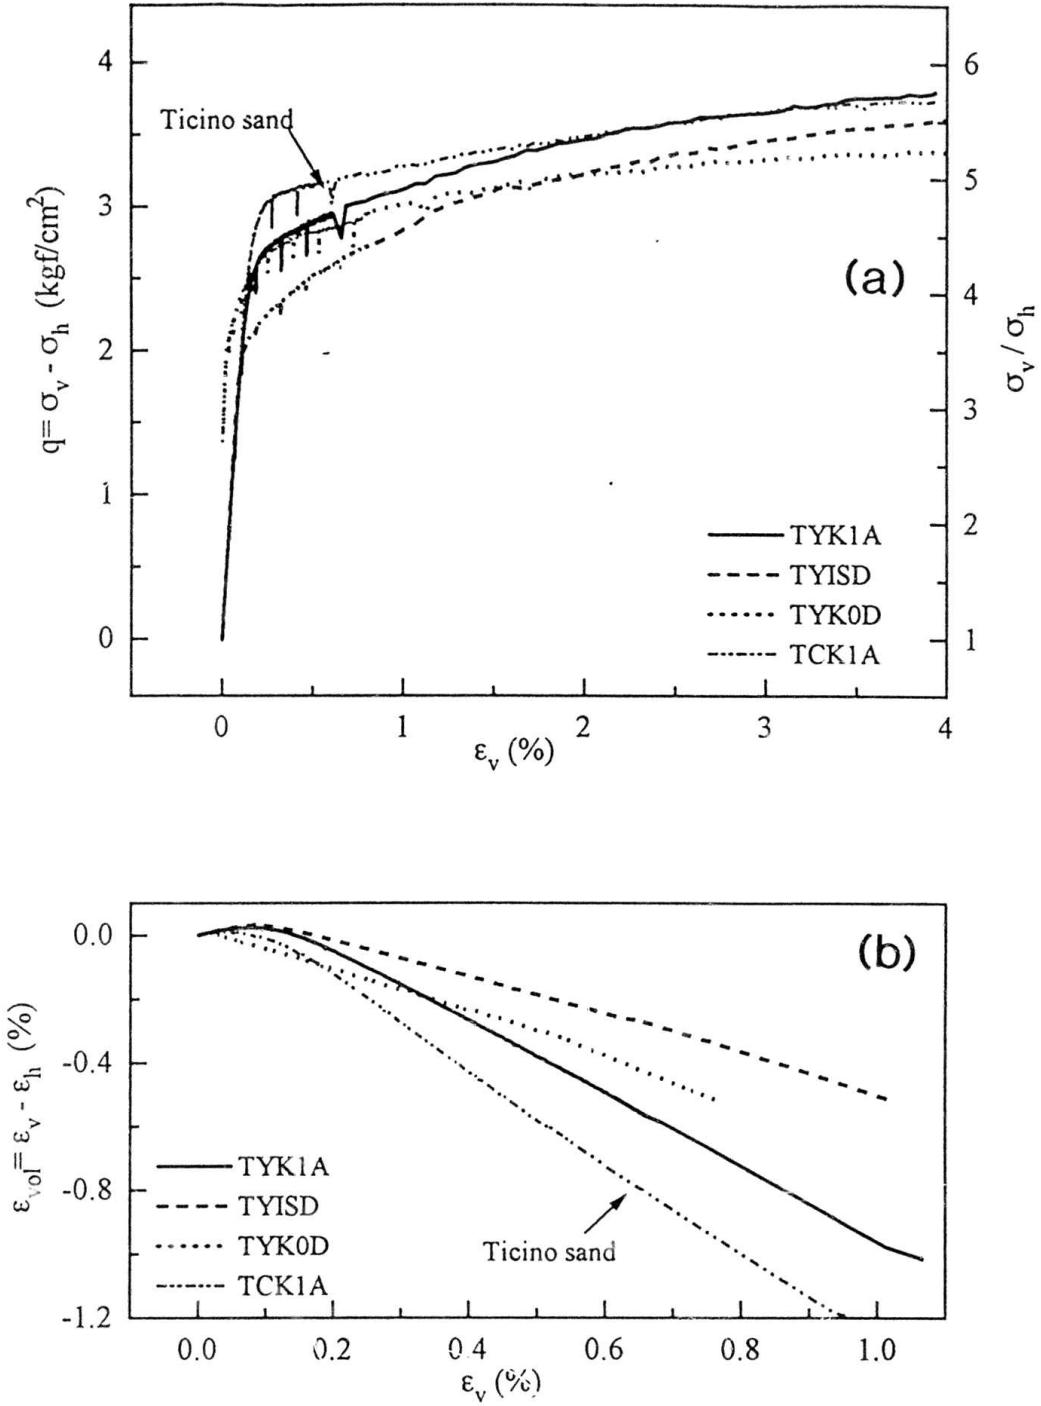 4
3
2
1
0
q= σv - σh (kgf/cm²)
Ticino sand
(a)
6
5
4
3
2
1
σv / σh
TYK1A
TYISD
TYK0D
TCK1A
0 1 2 3 4
εv (%)
0.0
-0.4
-0.8
-1.2
εvol= εv - εh (%)
(b)
TYK1A
TYISD
TYK0D
TCK1A
Ticino sand
0.0 0.2 0.4 0.6 0.8 1.0
εv (%)